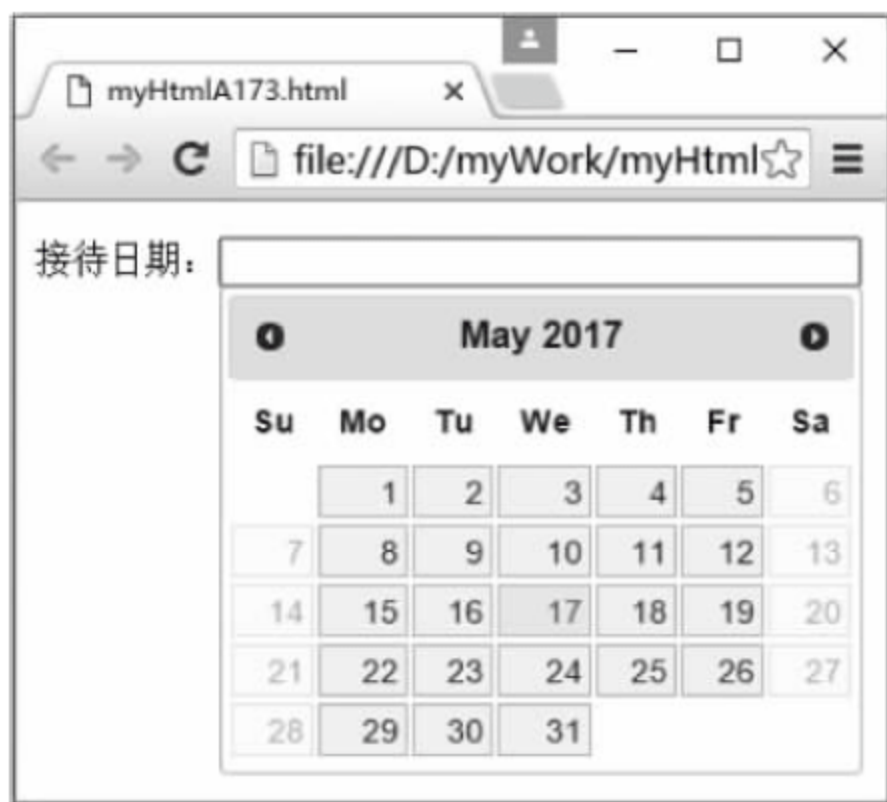 myHtmlA173.html
file:///D:/myWork/myHtml
接待日期：
May 2017
Su Mo Tu We Th Fr Sa
1 2 3 4 5 6
7 8 9 10 11 12 13
14 15 16 17 18 19 20
21 22 23 24 25 26 27
28 29 30 31